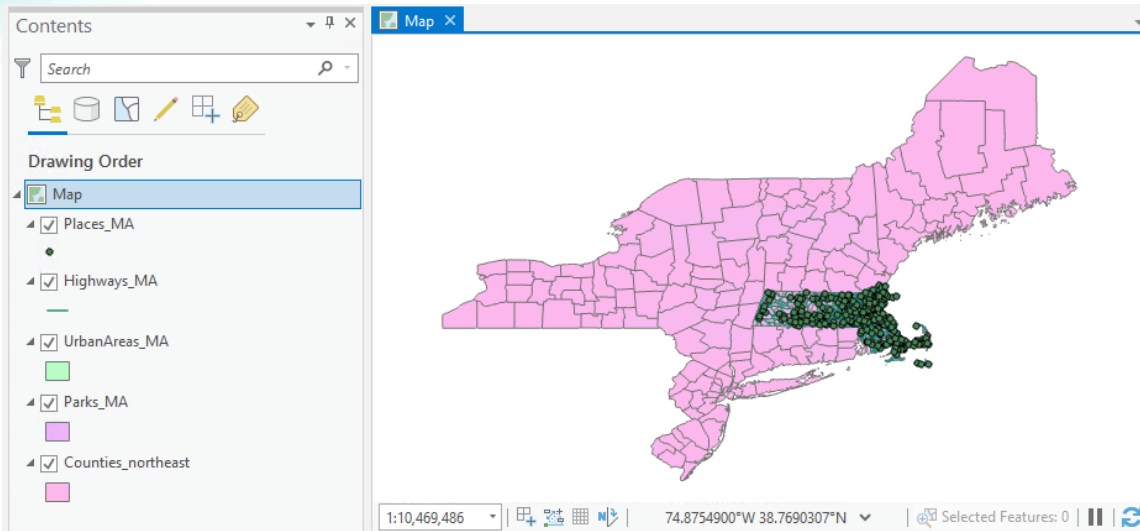 Contents
Search
Drawing Order
Map
Places_MA
Highways_MA
UrbanAreas_MA
Parks_MA
Counties_northeast
Map
1:10,469,486
74.8754900°W 38.7690307°N
Selected Features: 0